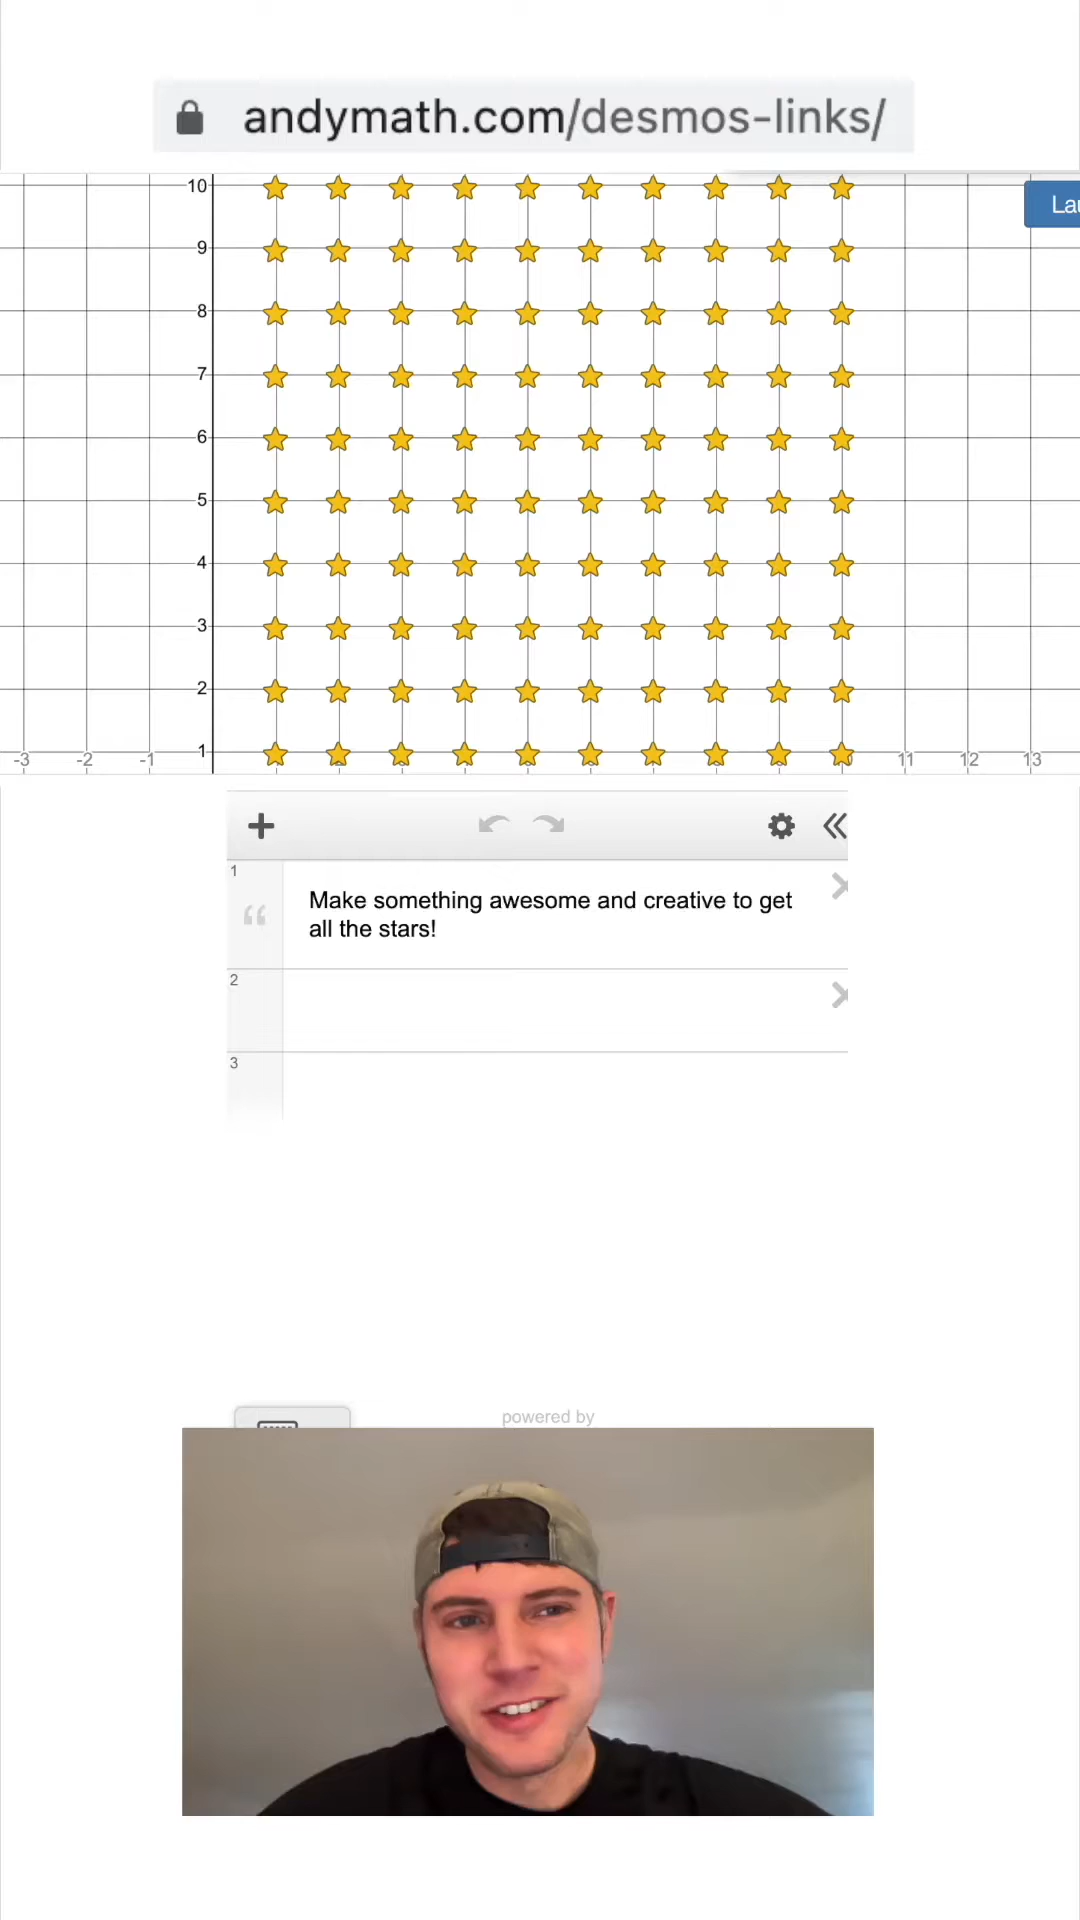 andymath.com/desmos-links/
10
9
8
7
6
5
4
3
2
1
-3 -2 -1 11 12 13
1
Make something awesome and creative to get
all the stars!
2
3
powered by